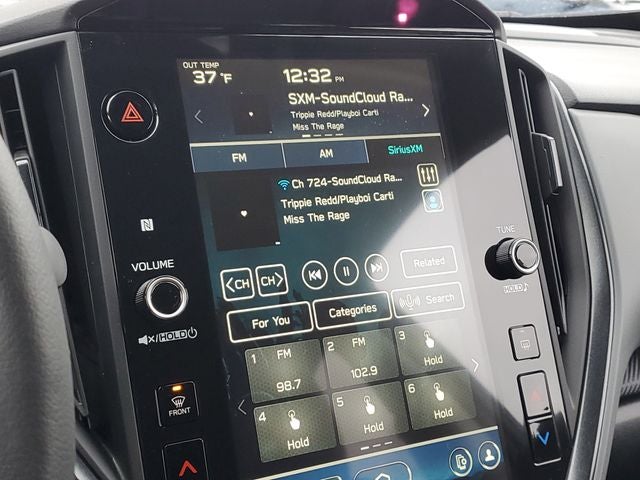 OUT TEMP
37 °F
12:32 PM
SXM-SoundCloud Ra...
Trippie Redd/Playboi Carti
Miss The Rage
FM
AM
SiriusXM
Ch 724-SoundCloud Ra...
Trippie Redd/Playboi Carti
Miss The Rage
VOLUME
TUNE
HOLD
<CH
CH>
Related
For You
Categories
Search
/HOLD
1 FM
98.7
2 FM
102.9
3
Hold
4
Hold
5
Hold
6
Hold
FRONT